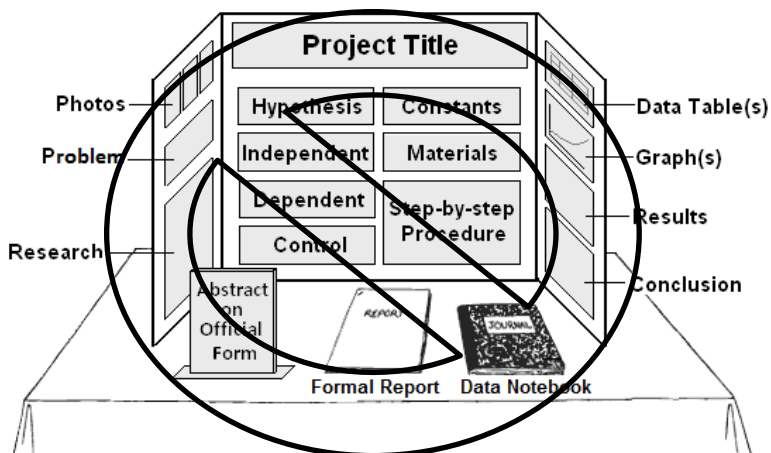 Project Title
Photos
Problem
Research
Hypothesis
Constants
Independent
Materials
Dependent
Step-by-step
Procedure
Control
Data Table(s)
Graph(s)
Results
Conclusion
Abstract
on
Official
Form
REPORT
JOURNAL
Formal Report
Data Notebook